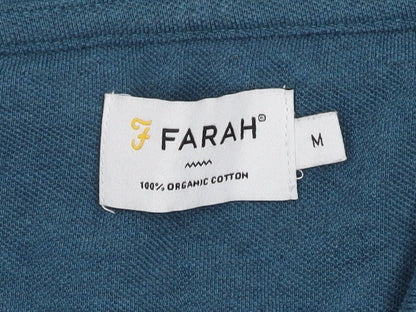 F FARAH®
M
100% ORGANIC COTTON